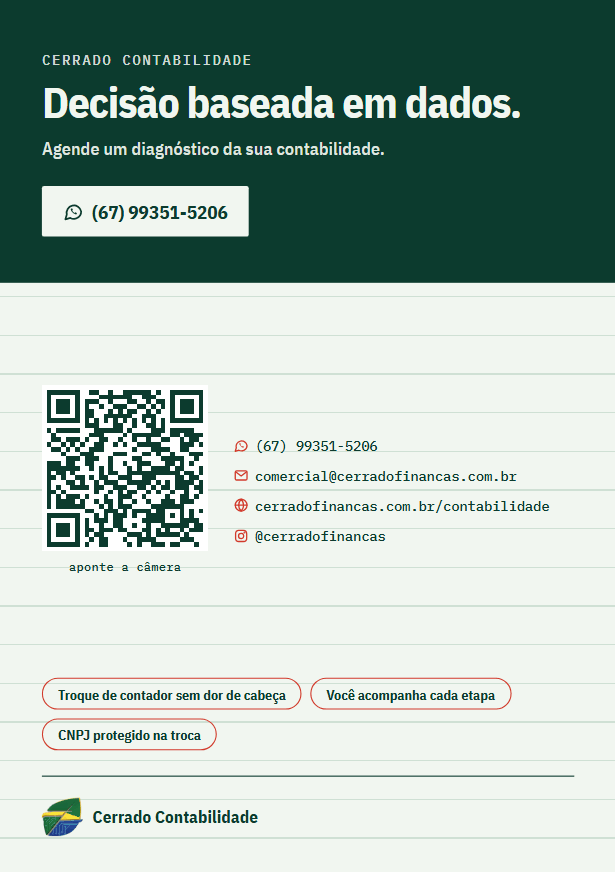 CERRADO CONTABILIDADE
Decisão baseada em dados.
Agende um diagnóstico da sua contabilidade.
(67) 99351-5206
(67) 99351-5206
comercial@cerradofinancas.com.br
cerradofinancas.com.br/contabilidade
@cerradofinancas
aponte a câmera
Troque de contador sem dor de cabeça
Você acompanha cada etapa
CNPJ protegido na troca
Cerrado Contabilidade